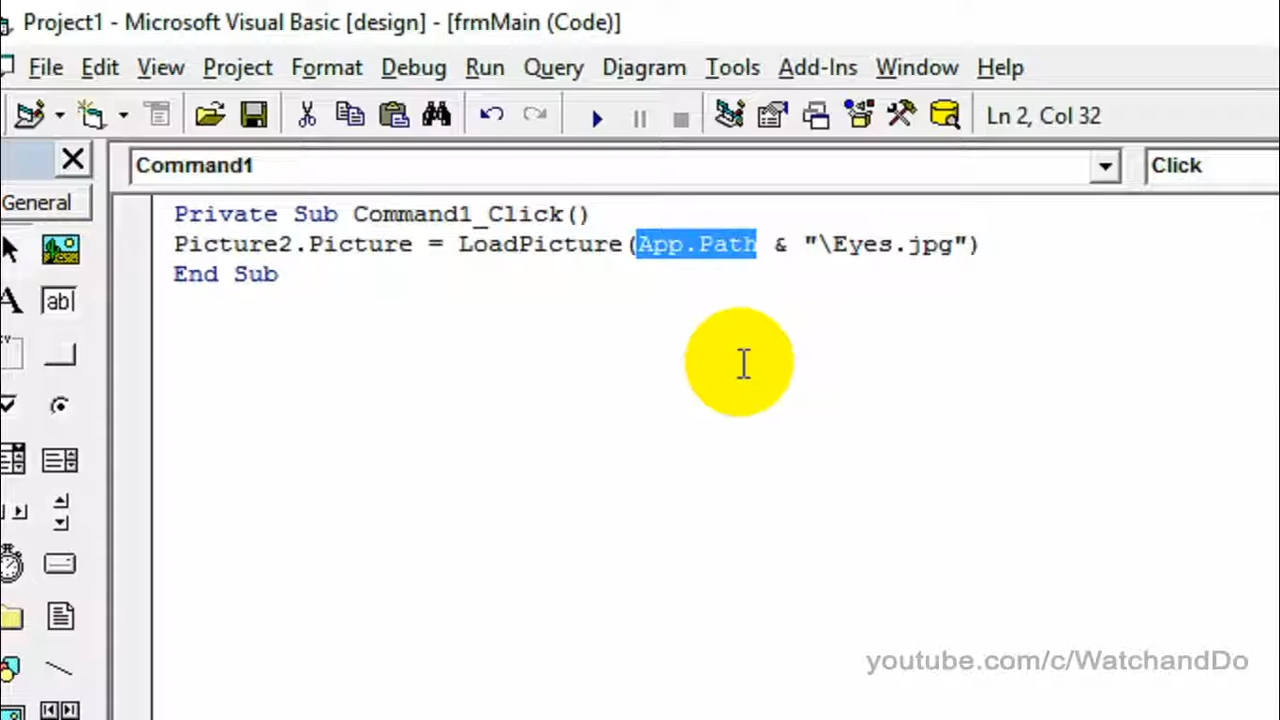 Project1 - Microsoft Visual Basic [design] - [frmMain (Code)]
File Edit View Project Format Debug Run Query Diagram Tools Add-Ins Window Help
Ln 2, Col 32
Command1 Click
General
Private Sub Command1_Click()
Picture2.Picture = LoadPicture(App.Path & "\Eyes.jpg")
End Sub
A ab|
youtube.com/c/WatchandDo